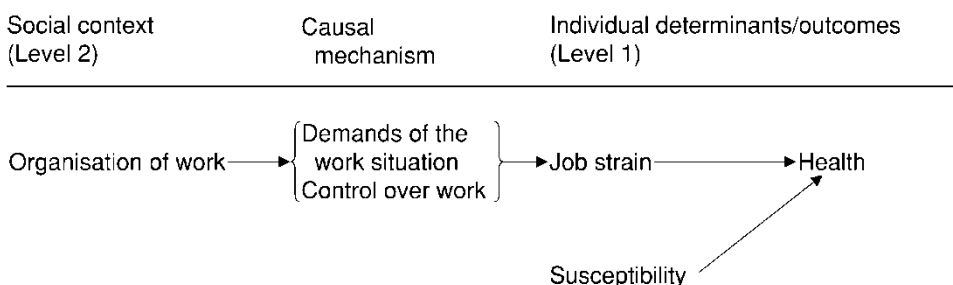 Social context
(Level 2)
Causal
mechanism
Individual determinants/outcomes
(Level 1)
Organisation of work
Demands of the
work situation
Control over work
Job strain
Health
Susceptibility